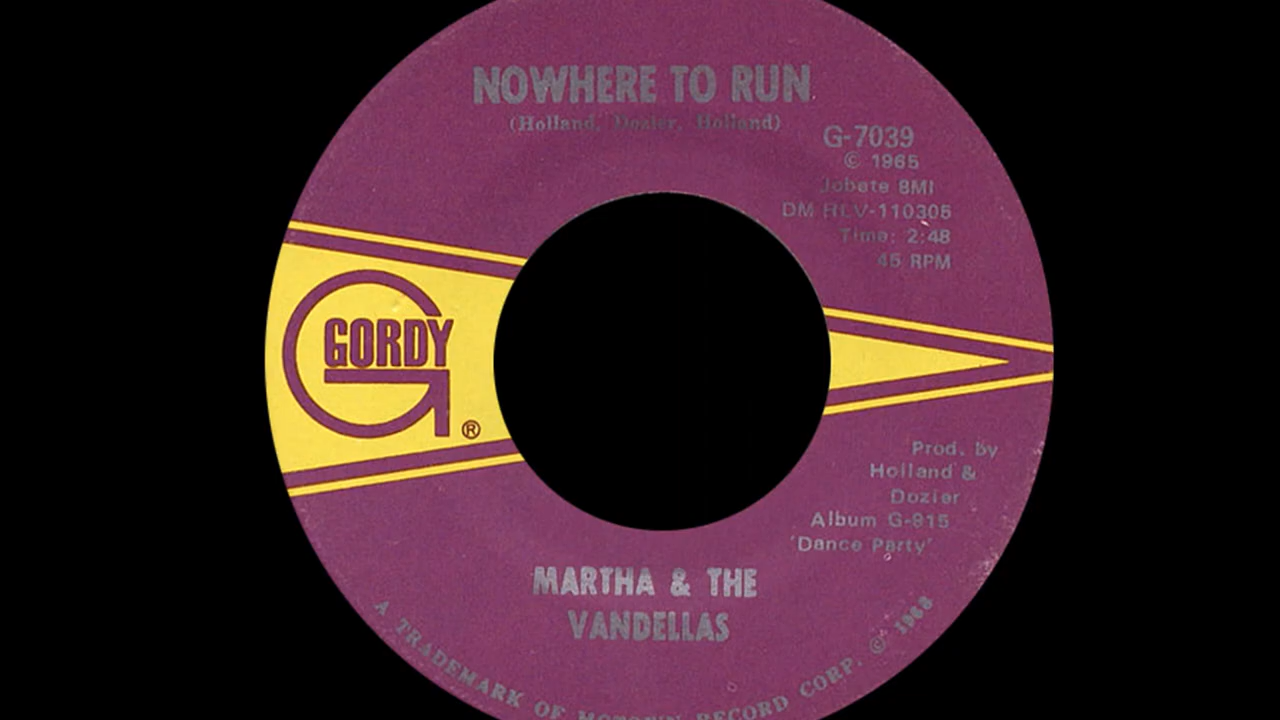 NOWHERE TO RUN
(Holland, Dozier, Holland)
G-7039
© 1965
Jobete BMI
DM HLV-110305
Time: 2:48
45 RPM
GORDY
®
Prod. by
Holland &
Dozier
Album G-915
'Dance Party'
MARTHA & THE
VANDELLAS
A TRADEMARK OF MOTOWN RECORD CORP. © 1968